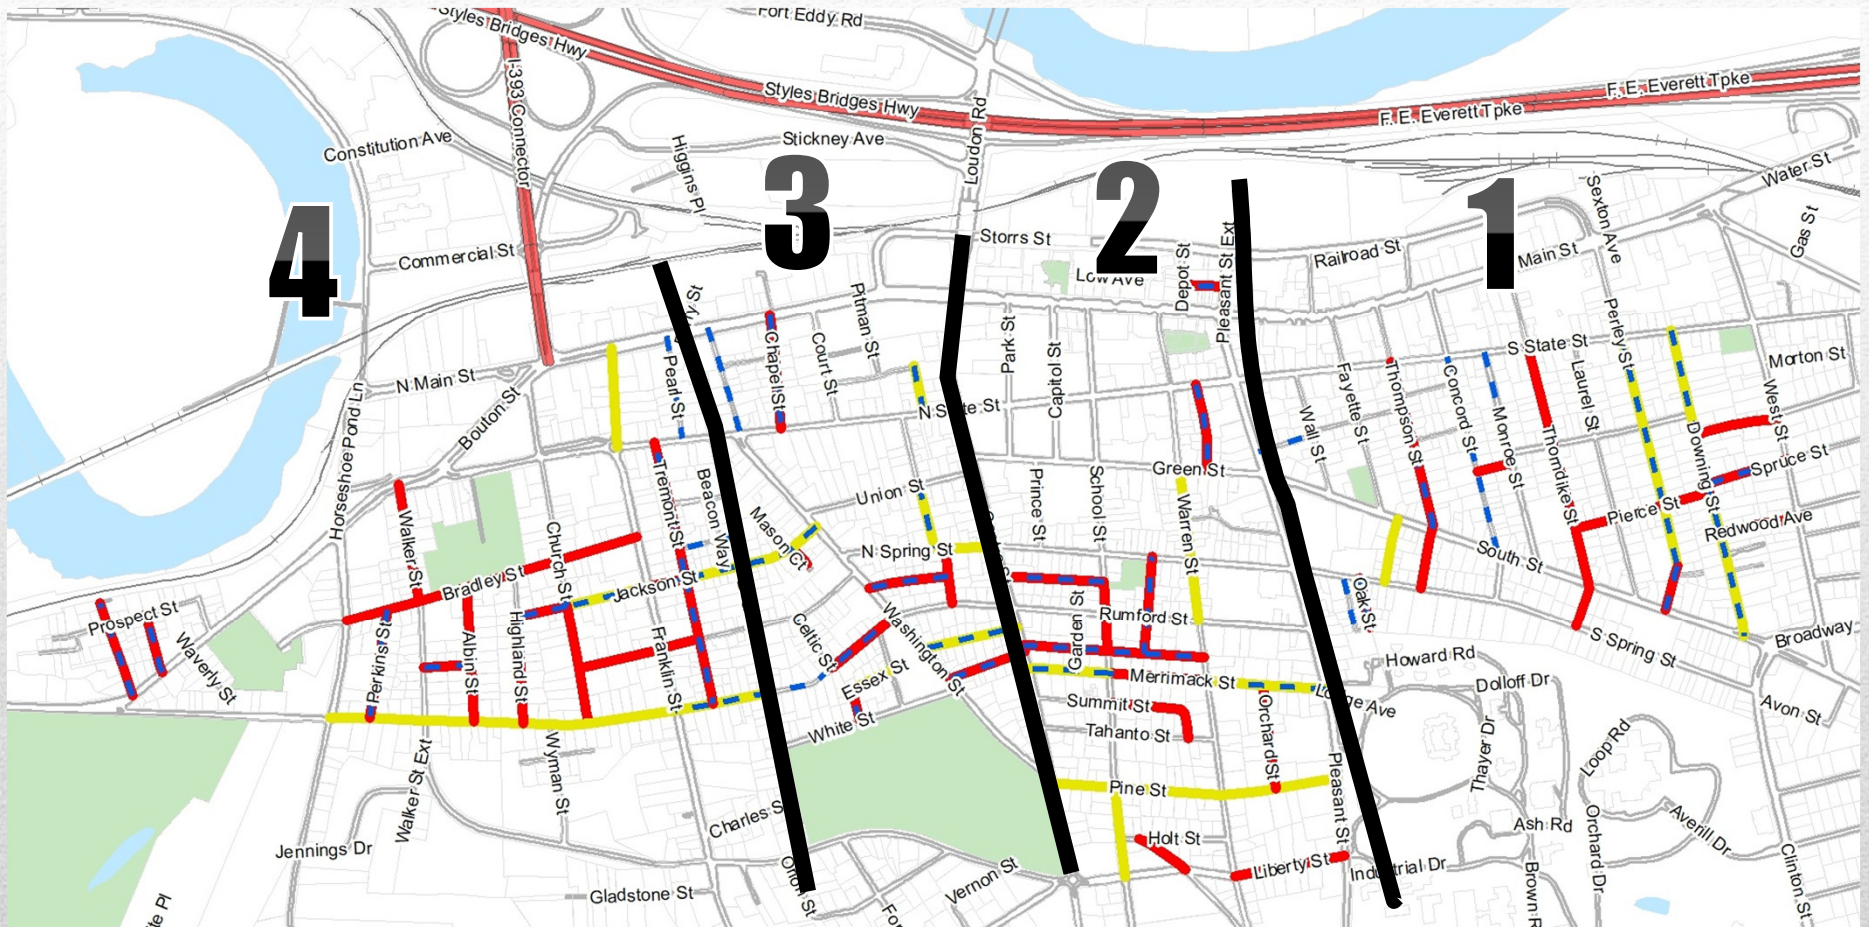 Styles Bridges Hwy
Fort Eddy Rd
I-393 Connector
Styles Bridges Hwy
F. E. Everett Tpke
F. E. Everett Tpke
Loudon Rd
Stickney Ave
Constitution Ave
Higgins Pl
Water St
Sexton Ave
Gas St
4
3
2
1
Commercial St
Storrs St
Low Ave
Depot St
Pleasant St Ext
Railroad St
Main St
Pitman St
Perley St
N Main St
Pearl St
Chapel St
Court St
Park St
Capitol St
S State St
Morton St
Fayette St
Thompson St
Concord St
Monroe St
Laurel St
West St
N State St
Bouton St
Horseshoe Pond Ln
Wall St
Thorndike St
Downing St
Spruce St
Tremont St
Beacon Way
Union St
Prince St
School St
Green St
Warren St
Pierce St
Redwood Ave
Walker St
Church St
Mason Ct
N Spring St
South St
Bradley St
Jackson St
Prospect St
Waverly St
Perkins St
Albin St
Highland St
Franklin St
Celtic St
Washington St
Essex St
White St
Garden St
Rumford St
Oak St
S Spring St
Broadway
Merrimack St
Howard Rd
Dolloff Dr
Summit St
Tahanto St
Orchard St
Avon St
Thayer Dr
Loop Rd
Walker St Ext
Wyman St
Pine St
Pleasant St
Charles St
Jennings Dr
Holt St
Ash Rd
Orchard Dr
Averill Dr
Liberty St
Industrial Dr
Clinton St
Gladstone St
Vernon St
Brown R